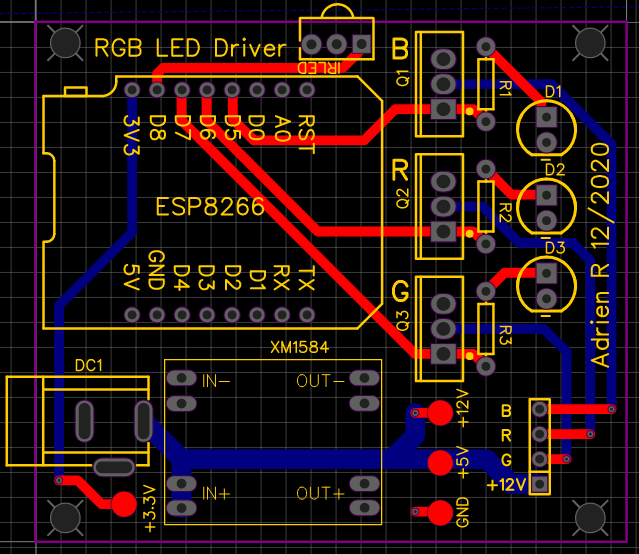 RGB LED Driver
IRLED
B
Q1
R1
D1
3V3
D8
D7
D6
D5
D0
A0
RST
ESP8266
R
Q2
R2
D2
D3
Adrien R 12/2020
5V
GND
D4
D3
D2
D1
RX
TX
G
Q3
R3
XM1584
DC1
IN-
OUT-
IN+
OUT+
+12V
+5V
GND
+3.3V
B
R
G
+12V